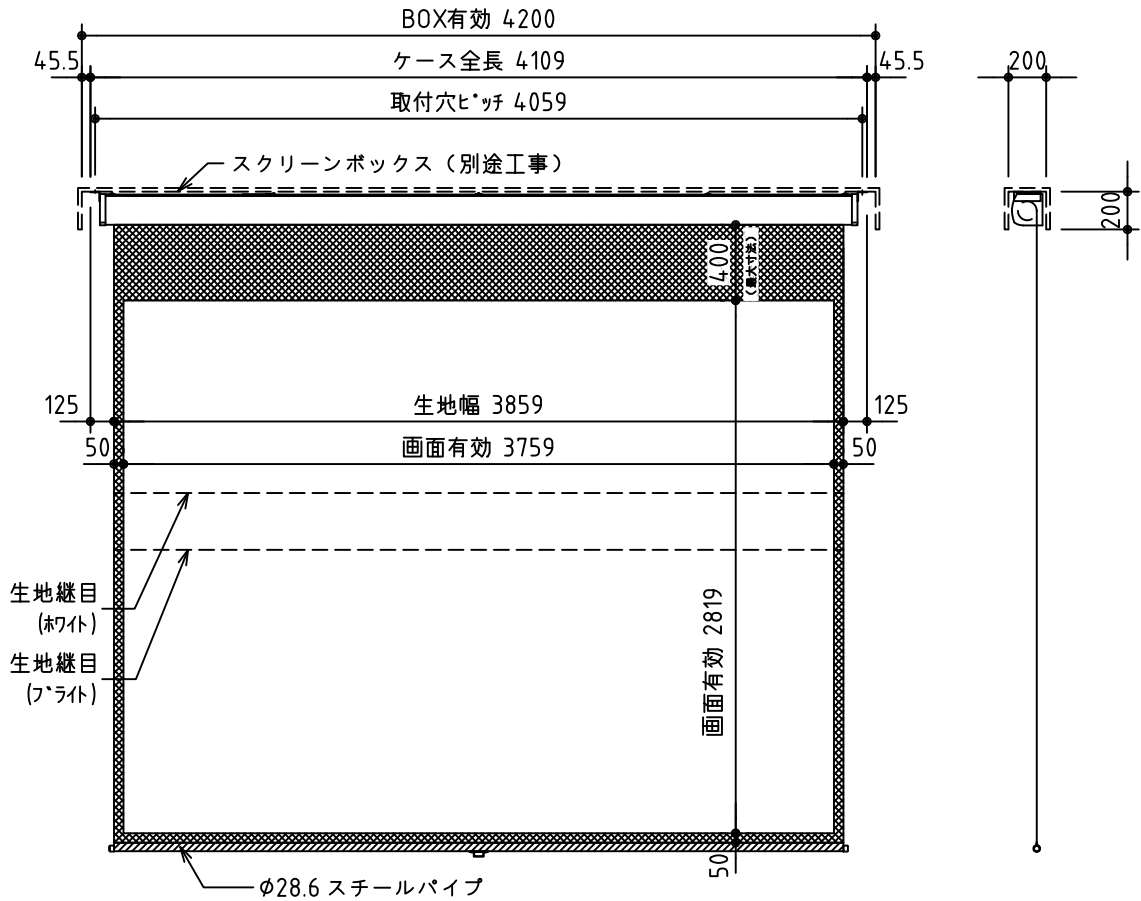 BOX有効 4200
45.5
ケース全長 4109
45.5
200
取付穴ピッチ 4059
スクリーンボックス（別途工事）
200
400
（最大寸法）
125
生地幅 3859
125
50
画面有効 3759
50
生地継目
(ホワイト)
画面有効 2819
生地継目
(ブライト)
50
φ28.6 スチールパイプ